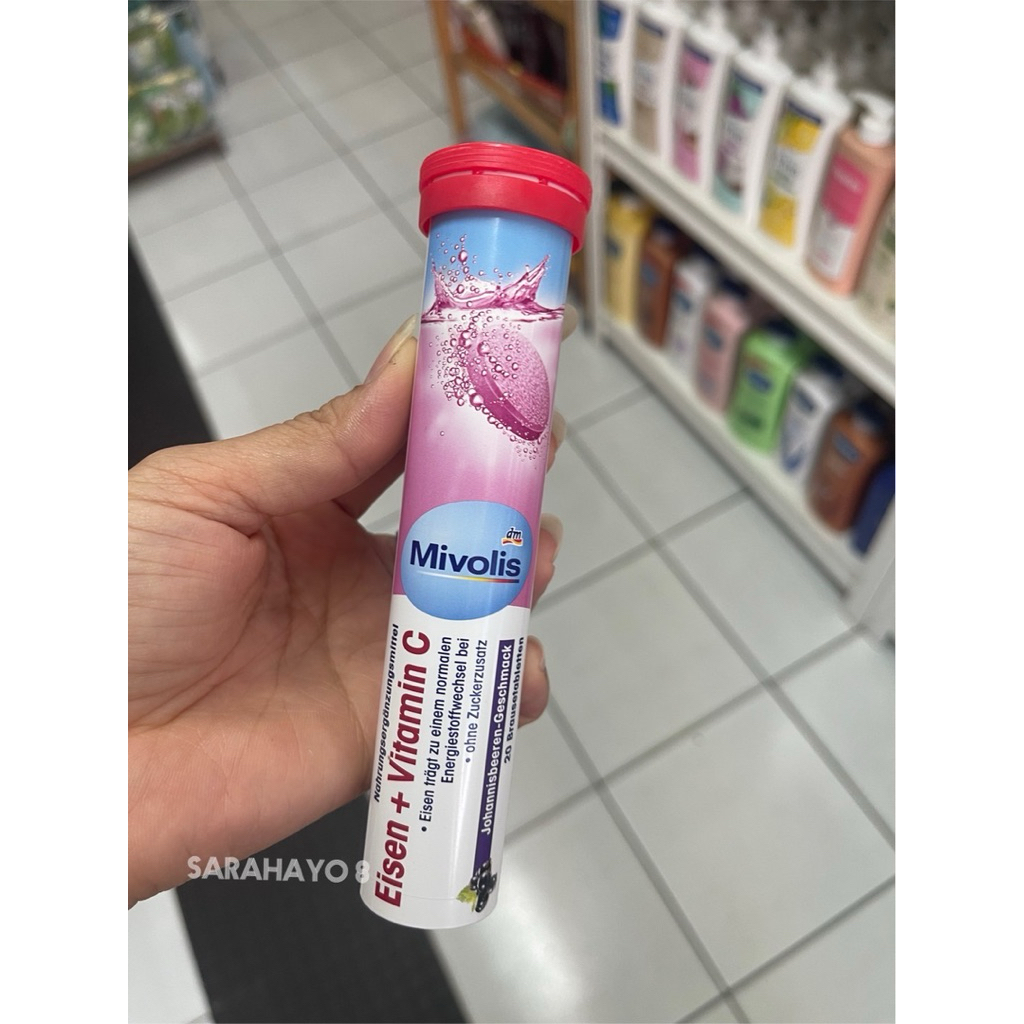 dm
Mivolis
Nahrungsergänzungsmittel
Eisen + Vitamin C
• Eisen trägt zu einem normalen
Energiestoffwechsel bei
• ohne Zuckerzusatz
Johannisbeeren-Geschmack
20 Brausetabletten
SARAHAYO 8